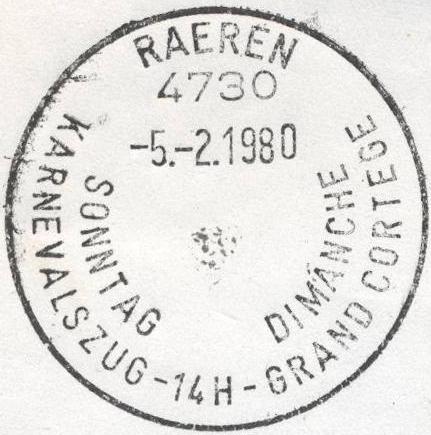 RAEREN
4730
-5.-2.1980
KARNEVALSZUG-14H-GRAND CORTEGE
SONNTAG
DIMANCHE